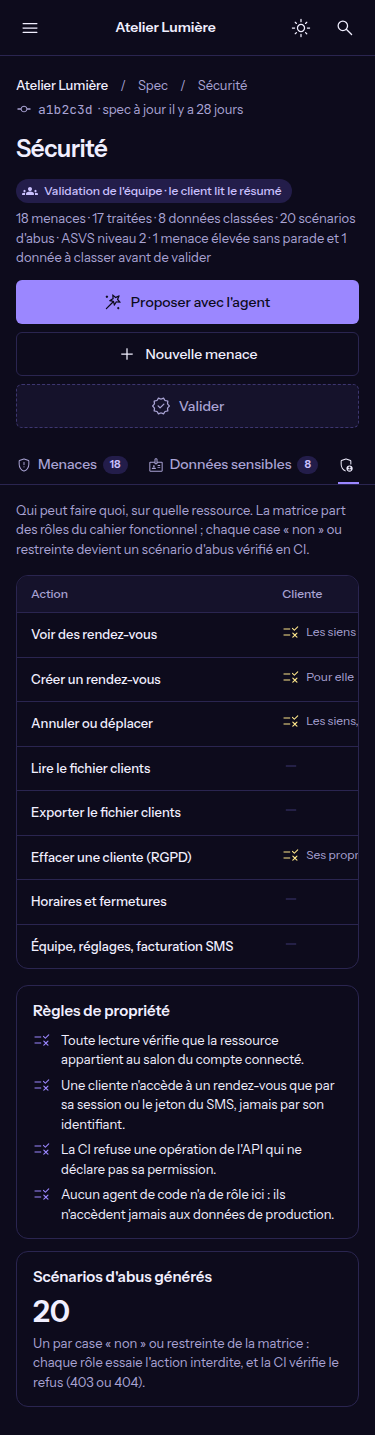 Atelier Lumière
Atelier Lumière / Spec / Sécurité
a1b2c3d · spec à jour il y a 28 jours
Sécurité
Validation de l'équipe · le client lit le résumé
18 menaces · 17 traitées · 8 données classées · 20 scénarios
d'abus · ASVS niveau 2 · 1 menace élevée sans parade et 1
donnée à classer avant de valider
Proposer avec l'agent
Nouvelle menace
Valider
Menaces 18 Données sensibles 8
Qui peut faire quoi, sur quelle ressource. La matrice part
des rôles du cahier fonctionnel ; chaque case « non » ou
restreinte devient un scénario d'abus vérifié en CI.
Action Cliente
Voir des rendez-vous Les siens
Créer un rendez-vous Pour elle
Annuler ou déplacer Les siens,
Lire le fichier clients —
Exporter le fichier clients —
Effacer une cliente (RGPD) Ses propr
Horaires et fermetures —
Équipe, réglages, facturation SMS —
Règles de propriété
Toute lecture vérifie que la ressource
appartient au salon du compte connecté.
Une cliente n'accède à un rendez-vous que par
sa session ou le jeton du SMS, jamais par son
identifiant.
La CI refuse une opération de l'API qui ne
déclare pas sa permission.
Aucun agent de code n'a de rôle ici : ils
n'accèdent jamais aux données de production.
Scénarios d'abus générés
20
Un par case « non » ou restreinte de la matrice :
chaque rôle essaie l'action interdite, et la CI vérifie le
refus (403 ou 404).